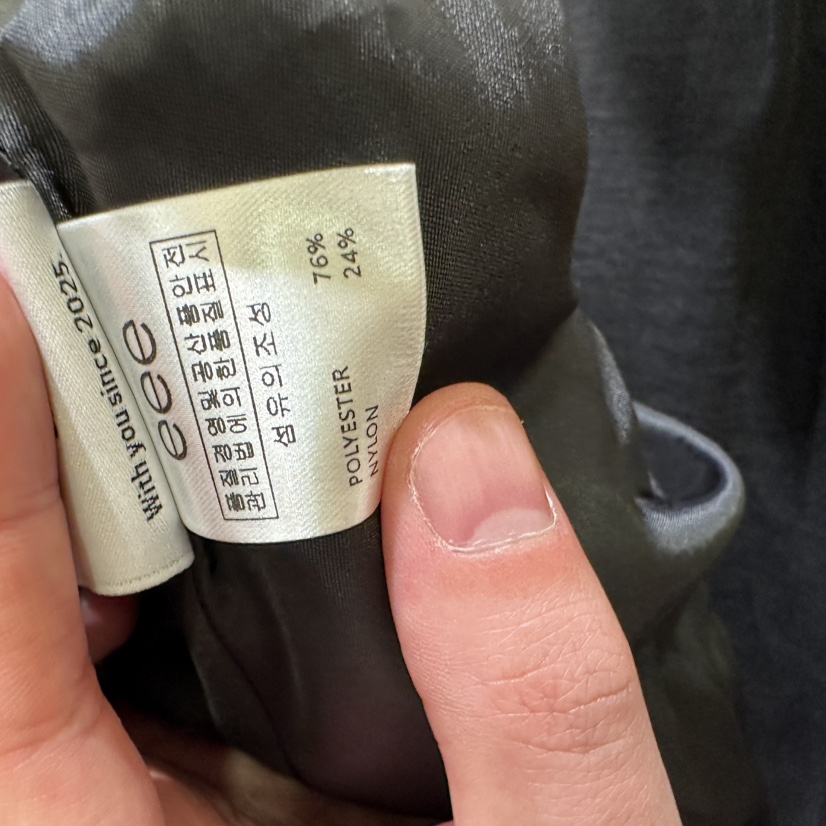 With you since 2025.
eee
품질경영및공산품안전
관리법에의한품질표시
섬유의조성
POLYESTER 76%
NYLON 24%